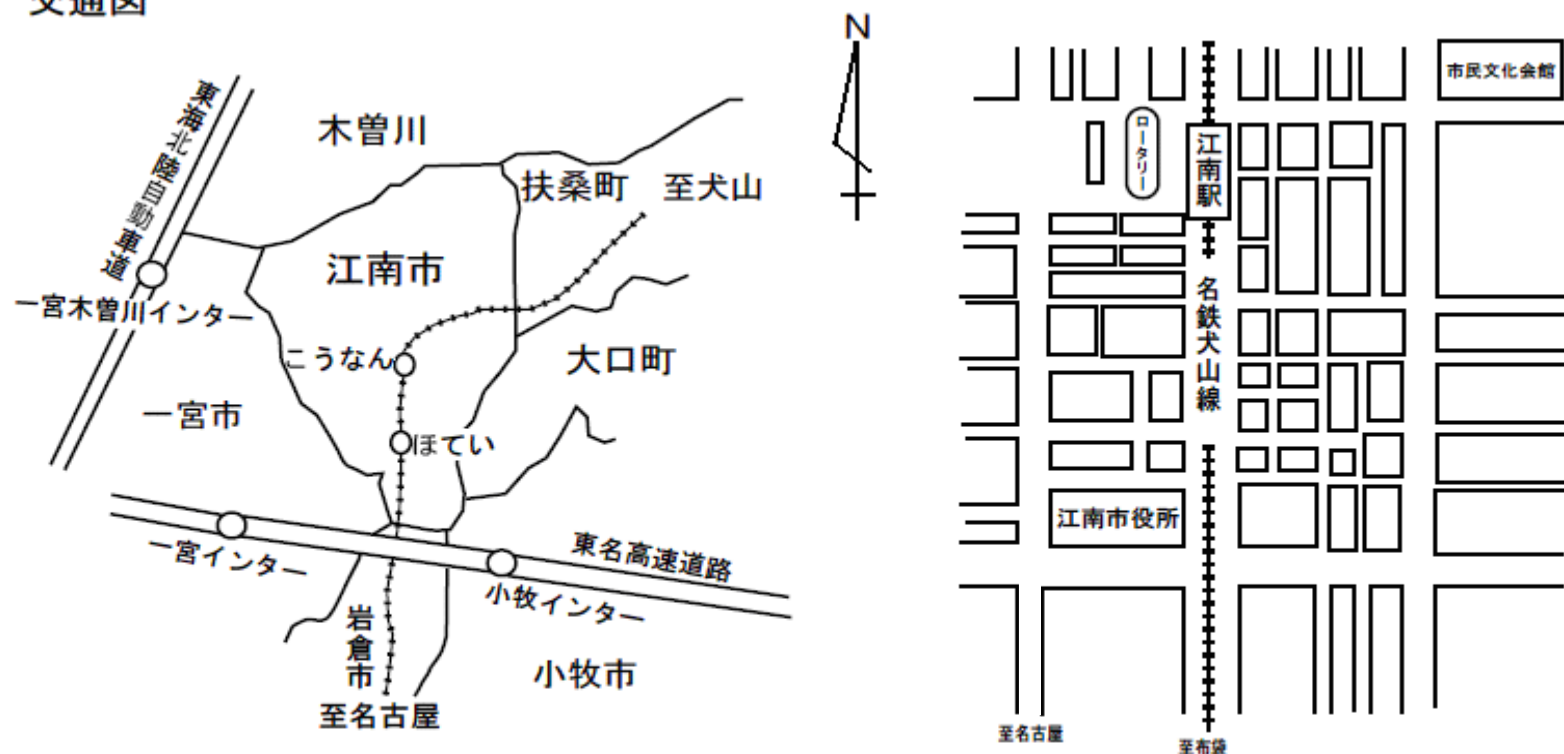 交通図
東海北陸自動車道
木曽川
扶桑町
至犬山
江南市
一宮木曽川インター
こうなん
大口町
一宮市
ほてい
一宮インター
東名高速道路
小牧インター
岩倉市
小牧市
至名古屋
N
市民文化会館
ロータリー
江南駅
名鉄犬山線
江南市役所
至名古屋
至布袋